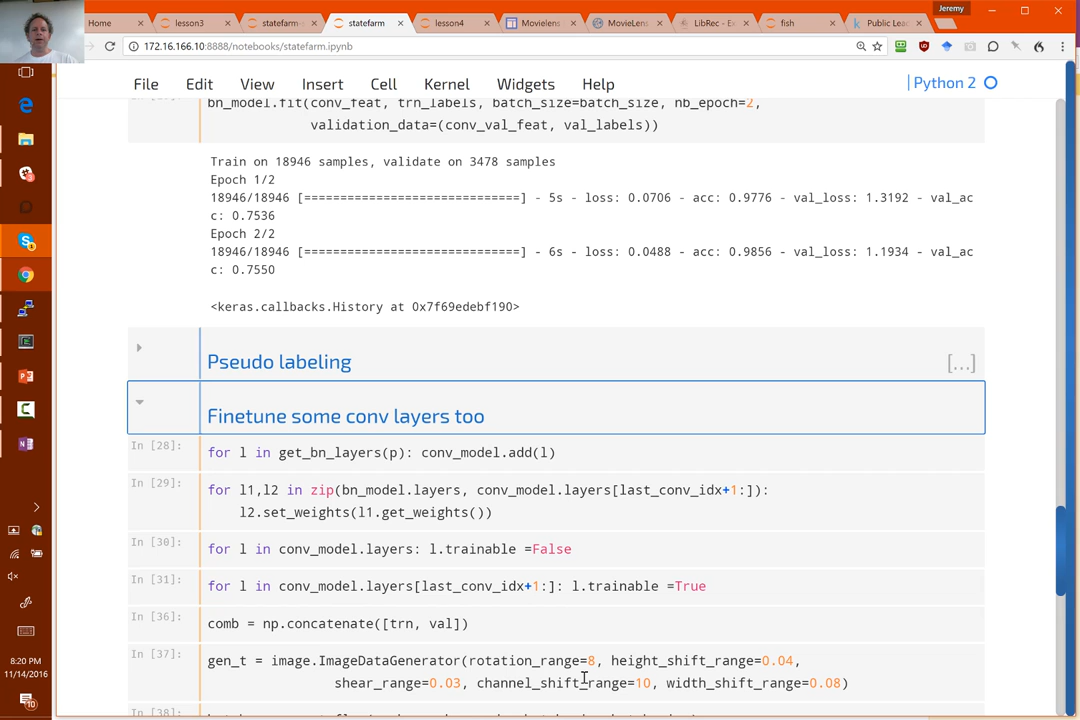 Jeremy
Home
lesson3
statefarm-s
statefarm
lesson4
Movielens
MovieLens
LibRec - Ex
fish
Public Lea
172.16.166.10:8888/notebooks/statefarm.ipynb
File Edit View Insert Cell Kernel Widgets Help
Python 2
bn_model.fit(conv_feat, trn_labels, batch_size=batch_size, nb_epoch=2,
validation_data=(conv_val_feat, val_labels))
Train on 18946 samples, validate on 3478 samples
Epoch 1/2
18946/18946 [==============================] - 5s - loss: 0.0706 - acc: 0.9776 - val_loss: 1.3192 - val_ac
c: 0.7536
Epoch 2/2
18946/18946 [==============================] - 6s - loss: 0.0488 - acc: 0.9856 - val_loss: 1.1934 - val_ac
c: 0.7550
<keras.callbacks.History at 0x7f69edebf190>
Pseudo labeling
[...]
Finetune some conv layers too
In [28]: for l in get_bn_layers(p): conv_model.add(l)
In [29]: for l1,l2 in zip(bn_model.layers, conv_model.layers[last_conv_idx+1:]):
l2.set_weights(l1.get_weights())
In [30]: for l in conv_model.layers: l.trainable =False
In [31]: for l in conv_model.layers[last_conv_idx+1:]: l.trainable =True
In [36]: comb = np.concatenate([trn, val])
In [37]: gen_t = image.ImageDataGenerator(rotation_range=8, height_shift_range=0.04,
shear_range=0.03, channel_shift_range=10, width_shift_range=0.08)
In [38]:
8:20 PM
11/14/2016